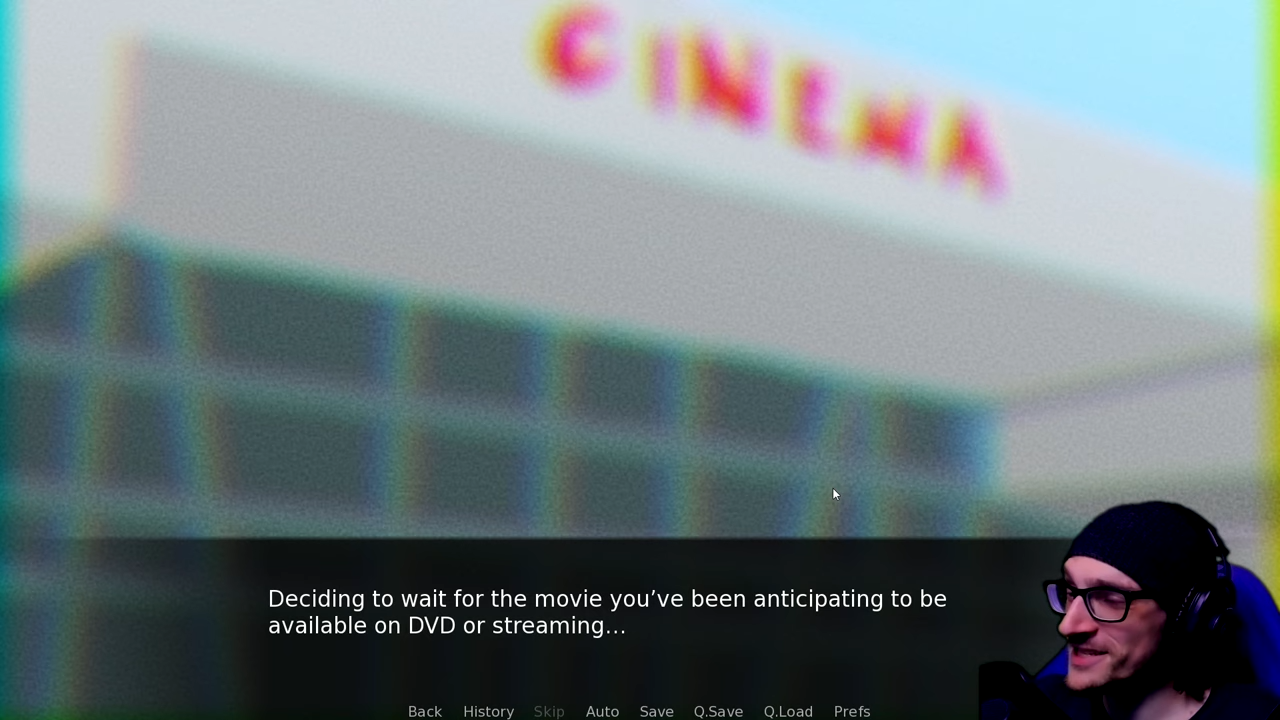 CINEMA
Deciding to wait for the movie you’ve been anticipating to be
available on DVD or streaming…
Back History Skip Auto Save Q.Save Q.Load Prefs